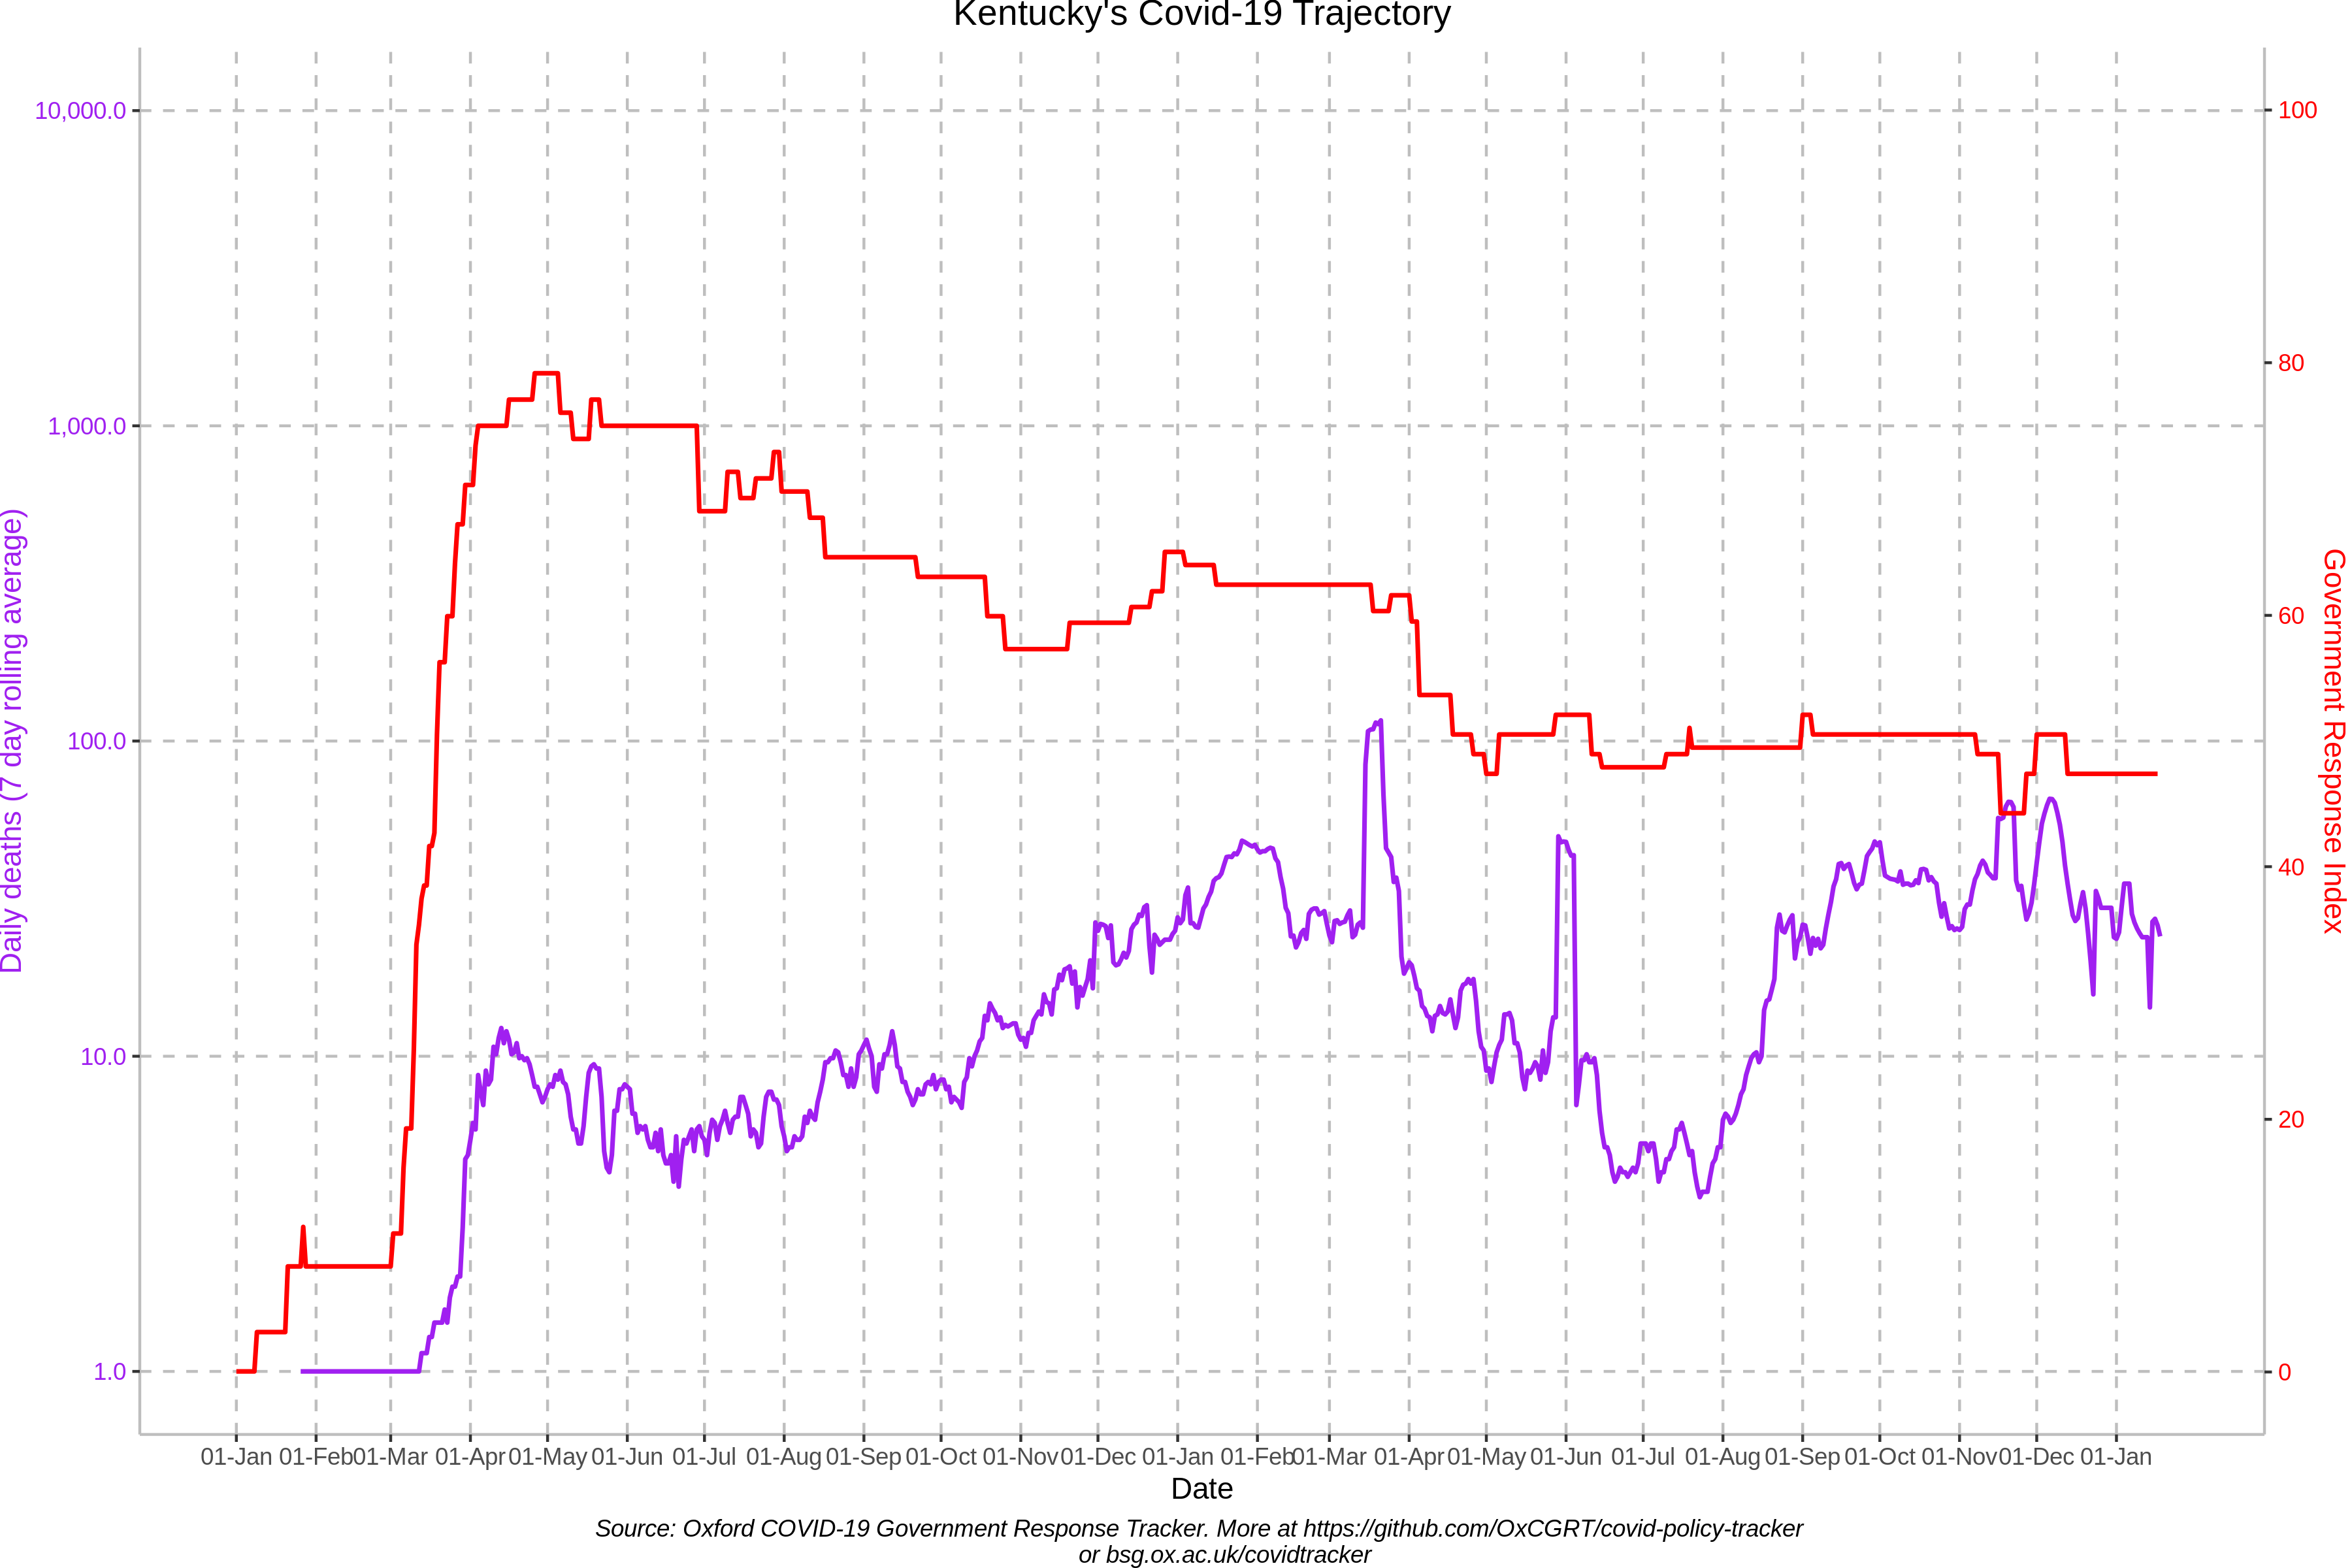 Kentucky's Covid-19 Trajectory
10,000.0
1,000.0
100.0
10.0
1.0
Daily deaths (7 day rolling average)
100
80
60
40
20
0
Government Response Index
01-Jan 01-Feb 01-Mar 01-Apr 01-May 01-Jun 01-Jul 01-Aug 01-Sep 01-Oct 01-Nov 01-Dec 01-Jan 01-Feb 01-Mar 01-Apr 01-May 01-Jun 01-Jul 01-Aug 01-Sep 01-Oct 01-Nov 01-Dec 01-Jan
Date
Source: Oxford COVID-19 Government Response Tracker. More at https://github.com/OxCGRT/covid-policy-tracker
or bsg.ox.ac.uk/covidtracker